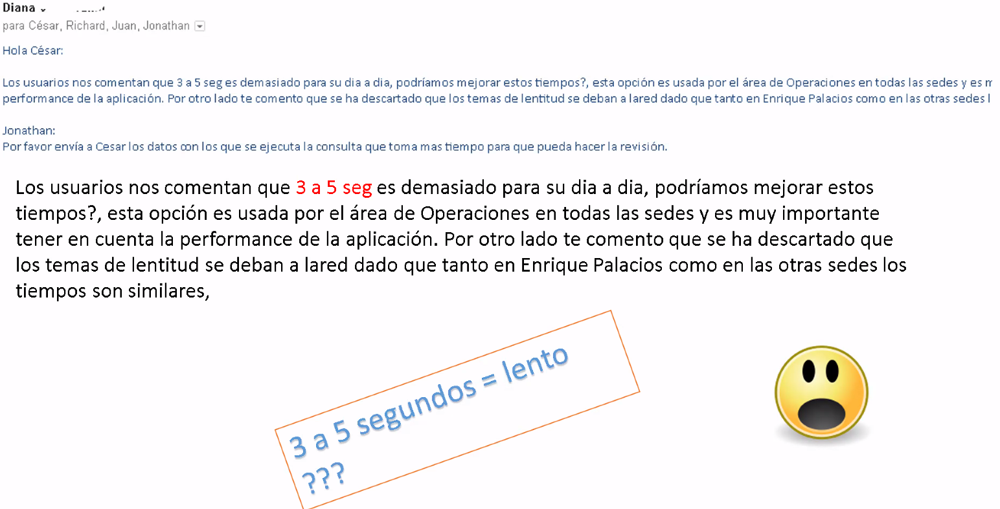 Diana
para César, Richard, Juan, Jonathan
Hola César:
Los usuarios nos comentan que 3 a 5 seg es demasiado para su dia a dia, podríamos mejorar estos tiempos?, esta opción es usada por el área de Operaciones en todas las sedes y es
performance de la aplicación. Por otro lado te comento que se ha descartado que los temas de lentitud se deban a lared dado que tanto en Enrique Palacios como en las otras sedes
Jonathan:
Por favor envía a Cesar los datos con los que se ejecuta la consulta que toma mas tiempo para que pueda hacer la revisión.
Los usuarios nos comentan que 3 a 5 seg es demasiado para su dia a dia, podríamos mejorar estos
tiempos?, esta opción es usada por el área de Operaciones en todas las sedes y es muy importante
tener en cuenta la performance de la aplicación. Por otro lado te comento que se ha descartado que
los temas de lentitud se deban a lared dado que tanto en Enrique Palacios como en las otras sedes los
tiempos son similares,
3 a 5 segundos = lento
???